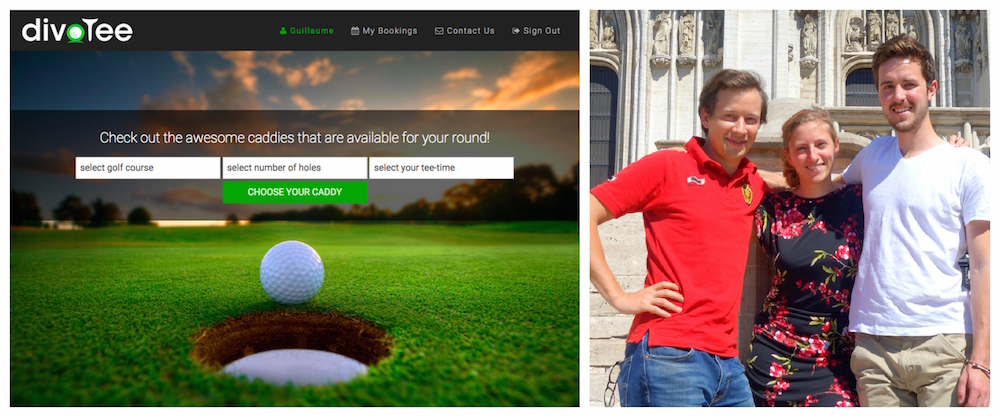 divoTee
Guillaume My Bookings Contact Us Sign Out
Check out the awesome caddies that are available for your round!
select golf course select number of holes select your tee-time
CHOOSE YOUR CADDY